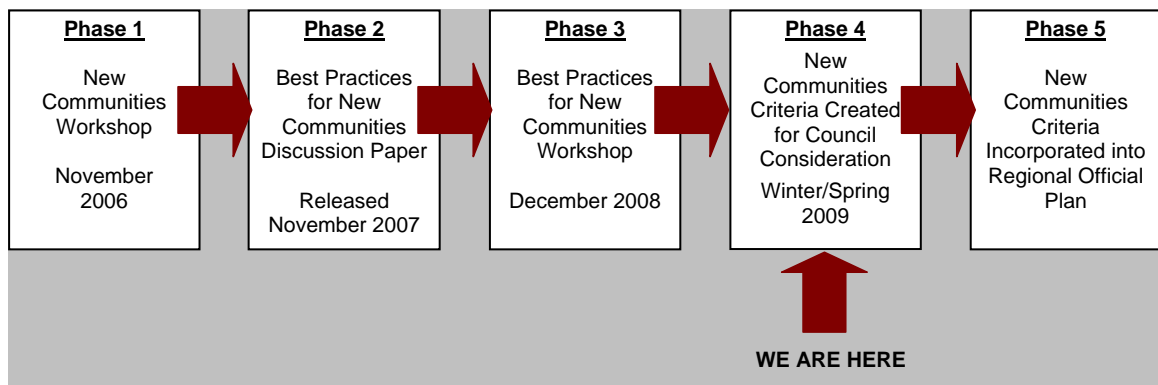 Phase 1
New
Communities
Workshop
November
2006
Phase 2
Best Practices
for New
Communities
Discussion Paper
Released
November 2007
Phase 3
Best Practices
for New
Communities
Workshop
December 2008
Phase 4
New
Communities
Criteria Created
for Council
Consideration
Winter/Spring
2009
Phase 5
New
Communities
Criteria
Incorporated into
Regional Official
Plan
WE ARE HERE